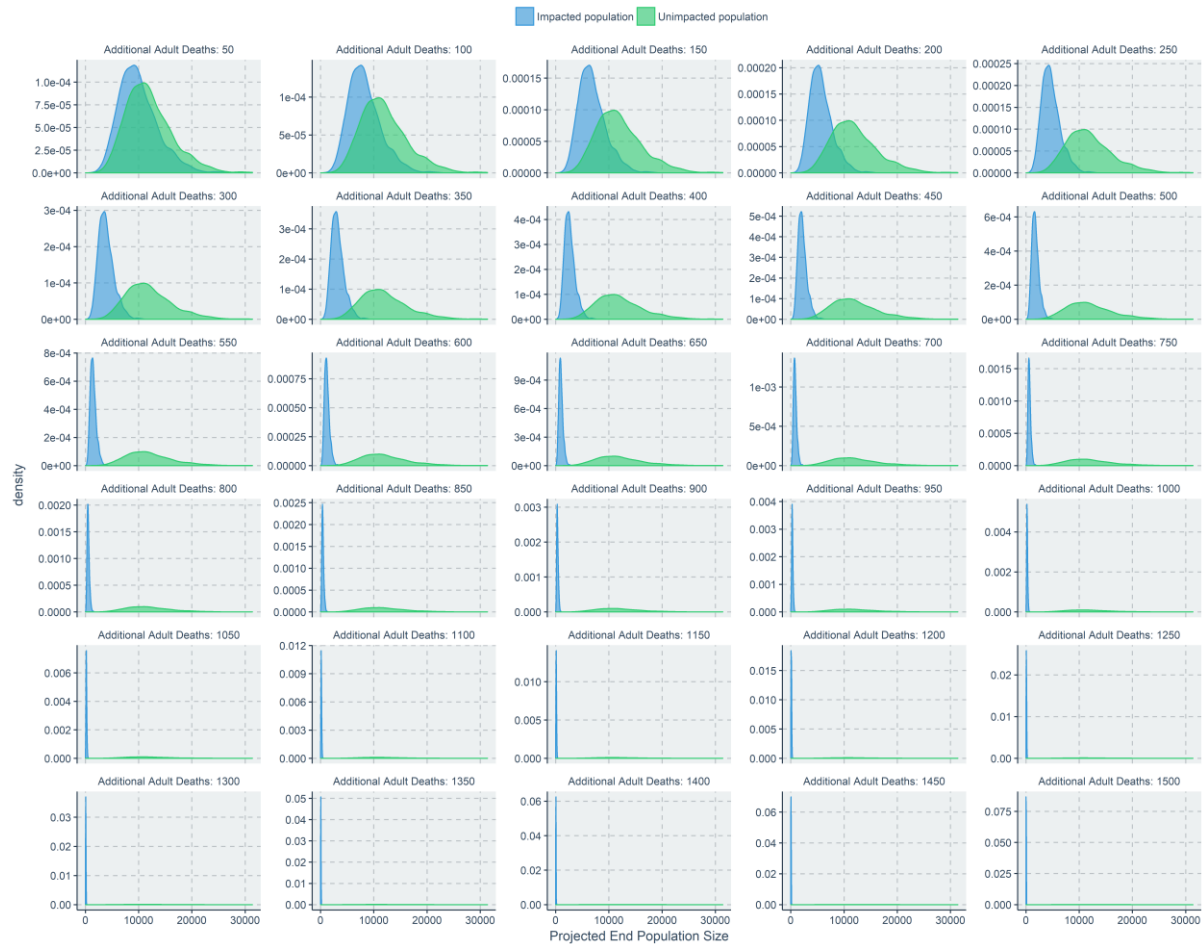 Impacted population Unimpacted population
Additional Adult Deaths: 50 Additional Adult Deaths: 100 Additional Adult Deaths: 150 Additional Adult Deaths: 200 Additional Adult Deaths: 250
1.0e-04
7.5e-05
5.0e-05
2.5e-05
0.0e+00
1e-04
5e-05
0e+00
0.00015
0.00010
0.00005
0.00000
0.00020
0.00015
0.00010
0.00005
0.00000
0.00025
0.00020
0.00015
0.00010
0.00005
0.00000
Additional Adult Deaths: 300 Additional Adult Deaths: 350 Additional Adult Deaths: 400 Additional Adult Deaths: 450 Additional Adult Deaths: 500
3e-04
2e-04
1e-04
0e+00
3e-04
2e-04
1e-04
0e+00
4e-04
3e-04
2e-04
1e-04
0e+00
5e-04
4e-04
3e-04
2e-04
1e-04
0e+00
6e-04
4e-04
2e-04
0e+00
Additional Adult Deaths: 550 Additional Adult Deaths: 600 Additional Adult Deaths: 650 Additional Adult Deaths: 700 Additional Adult Deaths: 750
8e-04
6e-04
4e-04
2e-04
0e+00
0.00075
0.00050
0.00025
0.00000
9e-04
6e-04
3e-04
0e+00
1e-03
5e-04
0e+00
0.0015
0.0010
0.0005
0.0000
density
Additional Adult Deaths: 800 Additional Adult Deaths: 850 Additional Adult Deaths: 900 Additional Adult Deaths: 950 Additional Adult Deaths: 1000
0.0020
0.0015
0.0010
0.0005
0.0000
0.0025
0.0020
0.0015
0.0010
0.0005
0.0000
0.003
0.002
0.001
0.000
0.004
0.003
0.002
0.001
0.000
0.004
0.002
0.000
Additional Adult Deaths: 1050 Additional Adult Deaths: 1100 Additional Adult Deaths: 1150 Additional Adult Deaths: 1200 Additional Adult Deaths: 1250
0.006
0.004
0.002
0.000
0.012
0.009
0.006
0.003
0.000
0.010
0.005
0.000
0.015
0.010
0.005
0.000
0.02
0.01
0.00
Additional Adult Deaths: 1300 Additional Adult Deaths: 1350 Additional Adult Deaths: 1400 Additional Adult Deaths: 1450 Additional Adult Deaths: 1500
0.03
0.02
0.01
0.00
0.05
0.04
0.03
0.02
0.01
0.00
0.06
0.04
0.02
0.00
0.06
0.04
0.02
0.00
0.075
0.050
0.025
0.000
0 10000 20000 30000 0 10000 20000 30000 0 10000 20000 30000 0 10000 20000 30000 0 10000 20000 30000
Projected End Population Size